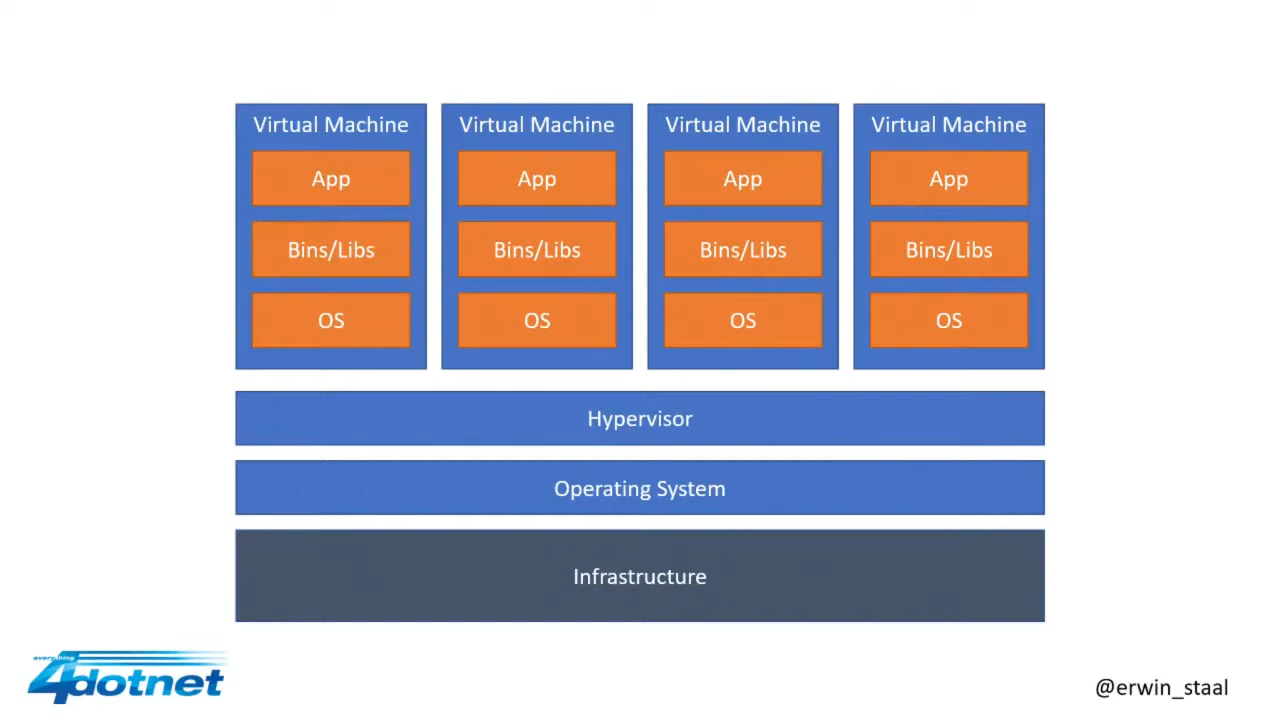 Virtual Machine Virtual Machine Virtual Machine Virtual Machine
App App App App
Bins/Libs Bins/Libs Bins/Libs Bins/Libs
OS OS OS OS
Hypervisor
Operating System
Infrastructure
everything
4dotnet
@erwin_staal